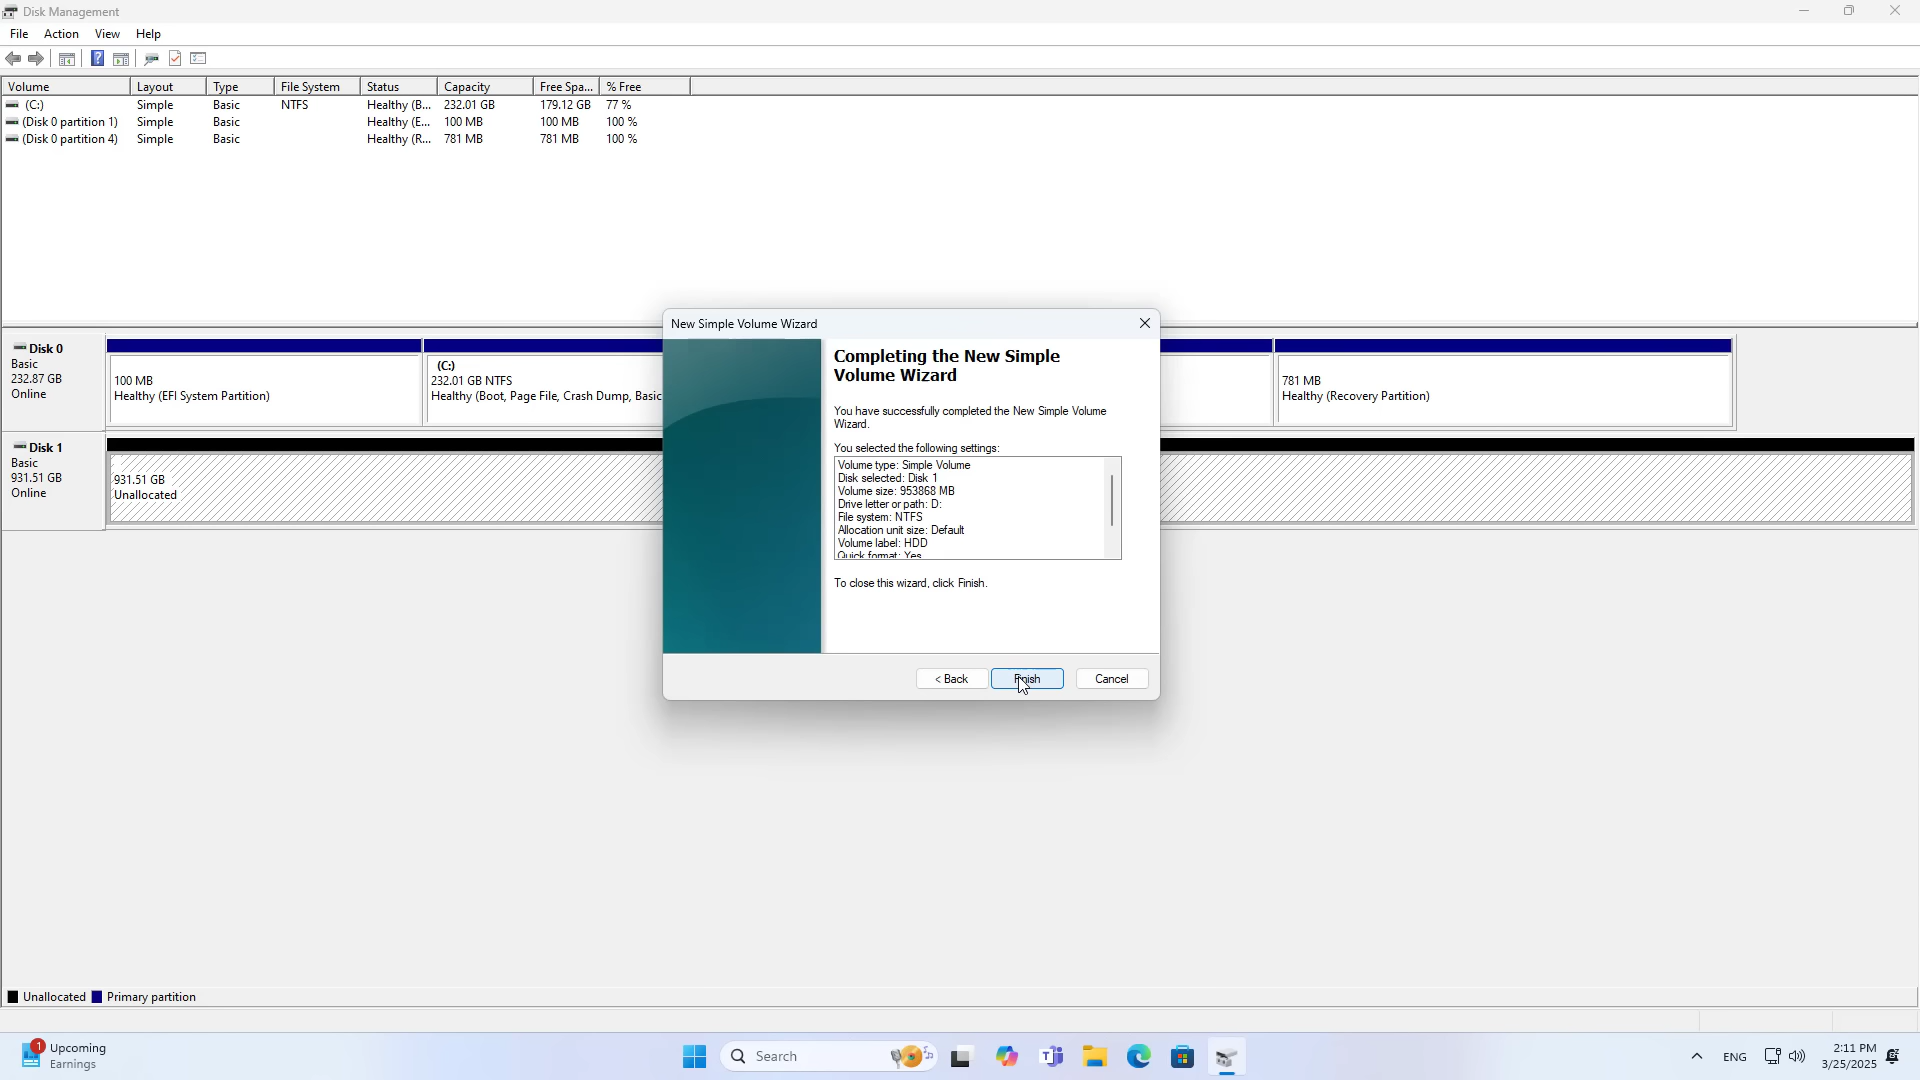 Disk Management
File Action View Help
Volume Layout Type File System Status Capacity Free Spa... % Free
(C:) Simple Basic NTFS Healthy (B... 232.01 GB 179.12 GB 77 %
(Disk 0 partition 1) Simple Basic Healthy (E... 100 MB 100 MB 100 %
(Disk 0 partition 4) Simple Basic Healthy (R... 781 MB 781 MB 100 %
Disk 0
Basic
232.87 GB
Online
100 MB
Healthy (EFI System Partition)
(C:)
232.01 GB NTFS
Healthy (Boot, Page File, Crash Dump, Basic
781 MB
Healthy (Recovery Partition)
Disk 1
Basic
931.51 GB
Online
931.51 GB
Unallocated
New Simple Volume Wizard
Completing the New Simple
Volume Wizard
You have successfully completed the New Simple Volume
Wizard.
You selected the following settings:
Volume type: Simple Volume
Disk selected: Disk 1
Volume size: 953868 MB
Drive letter or path: D:
File system: NTFS
Allocation unit size: Default
Volume label: HDD
Quick format: Yes
To close this wizard, click Finish.
< Back Finish Cancel
Unallocated Primary partition
1
Upcoming
Earnings
Search
ENG
2:11 PM
3/25/2025